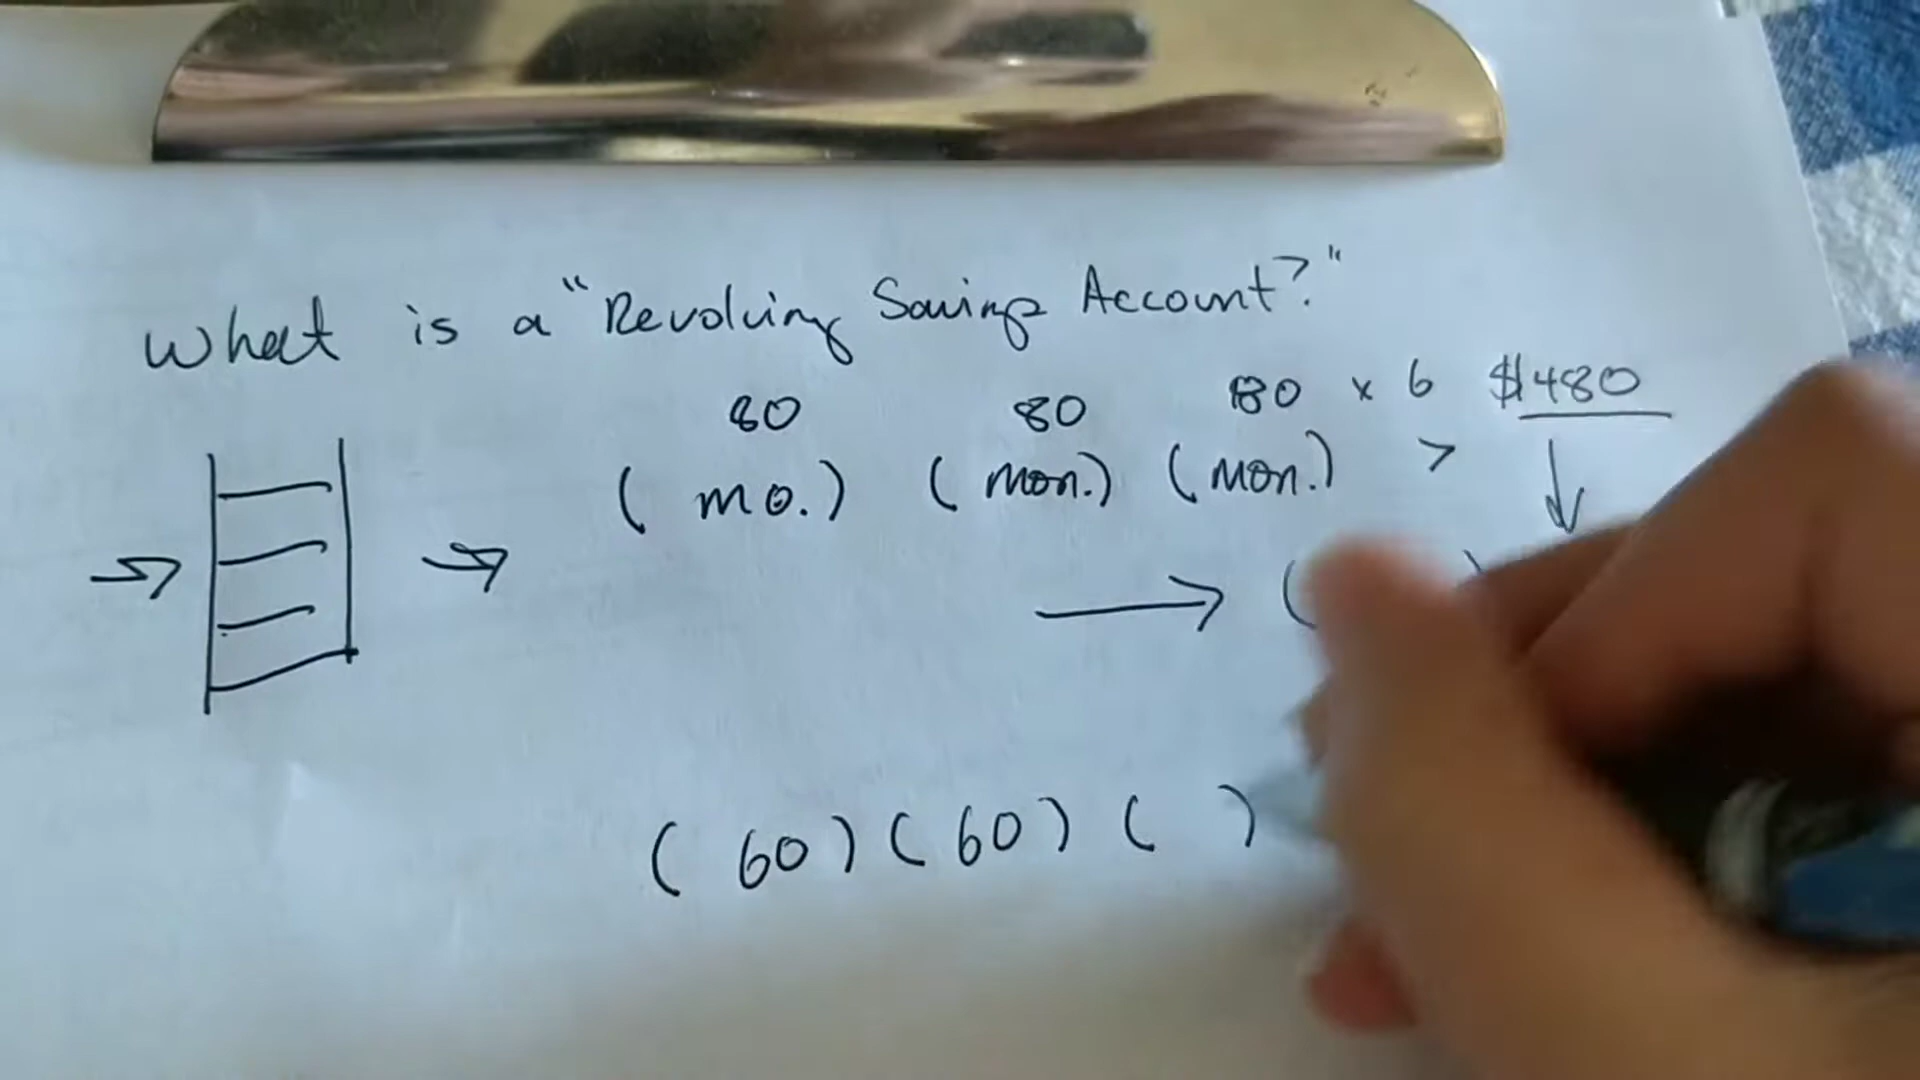 What is a "Revolving Savings Account?"
80 80 80 x 6 $480
(mo.) (mon.) (mon.) >
(60) (60) ( )